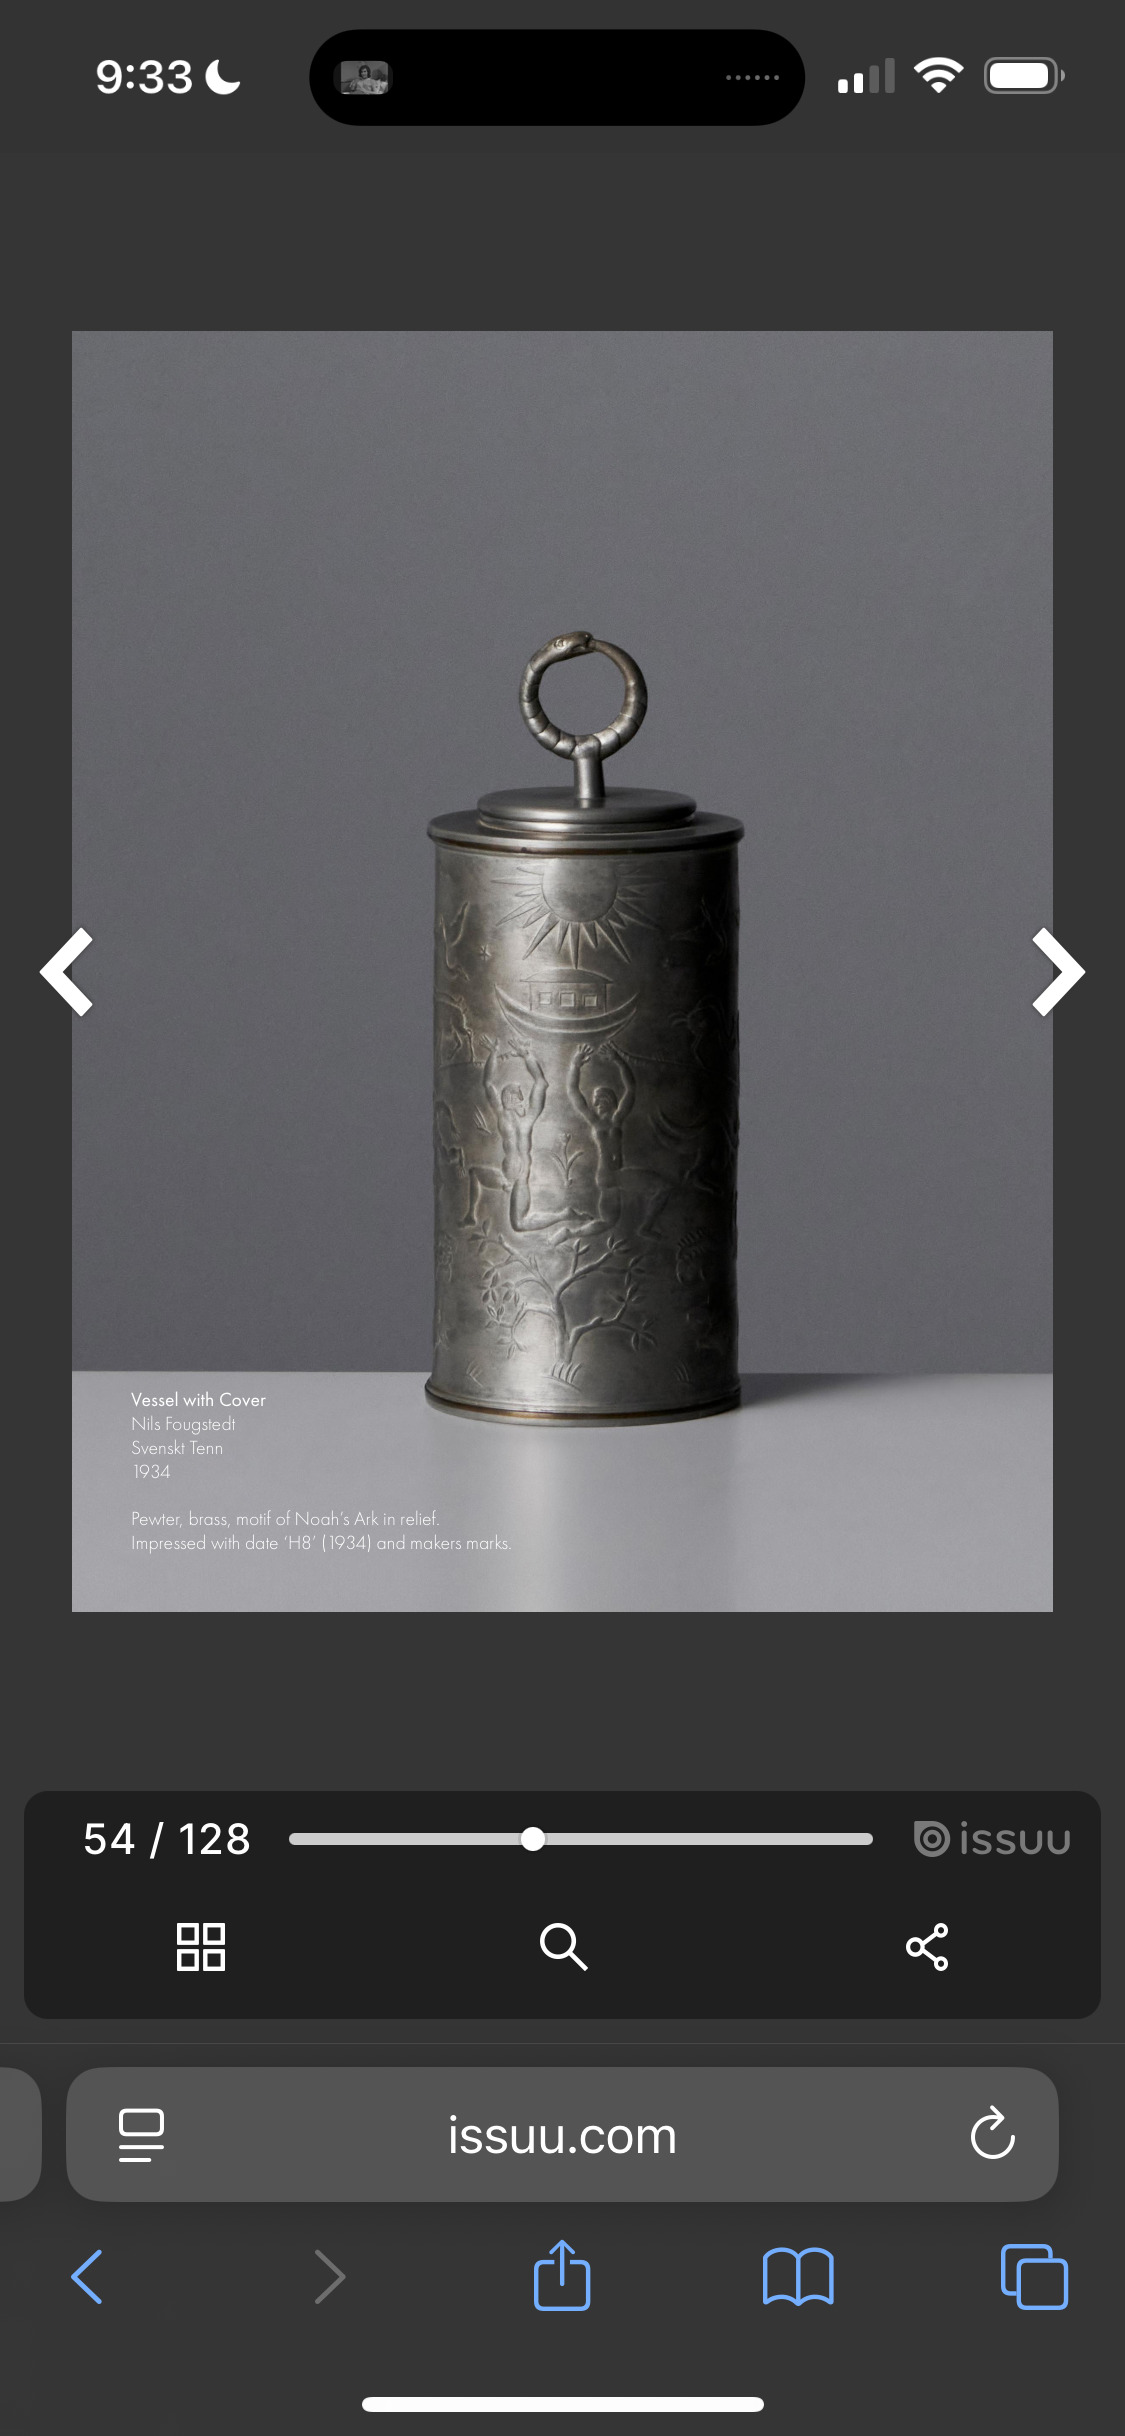 9:33
Vessel with Cover
Nils Fougstedt
Svenskt Tenn
1934
Pewter, brass, motif of Noah's Ark in relief.
Impressed with date 'H8' (1934) and makers marks.
54 / 128
issuu
issuu.com